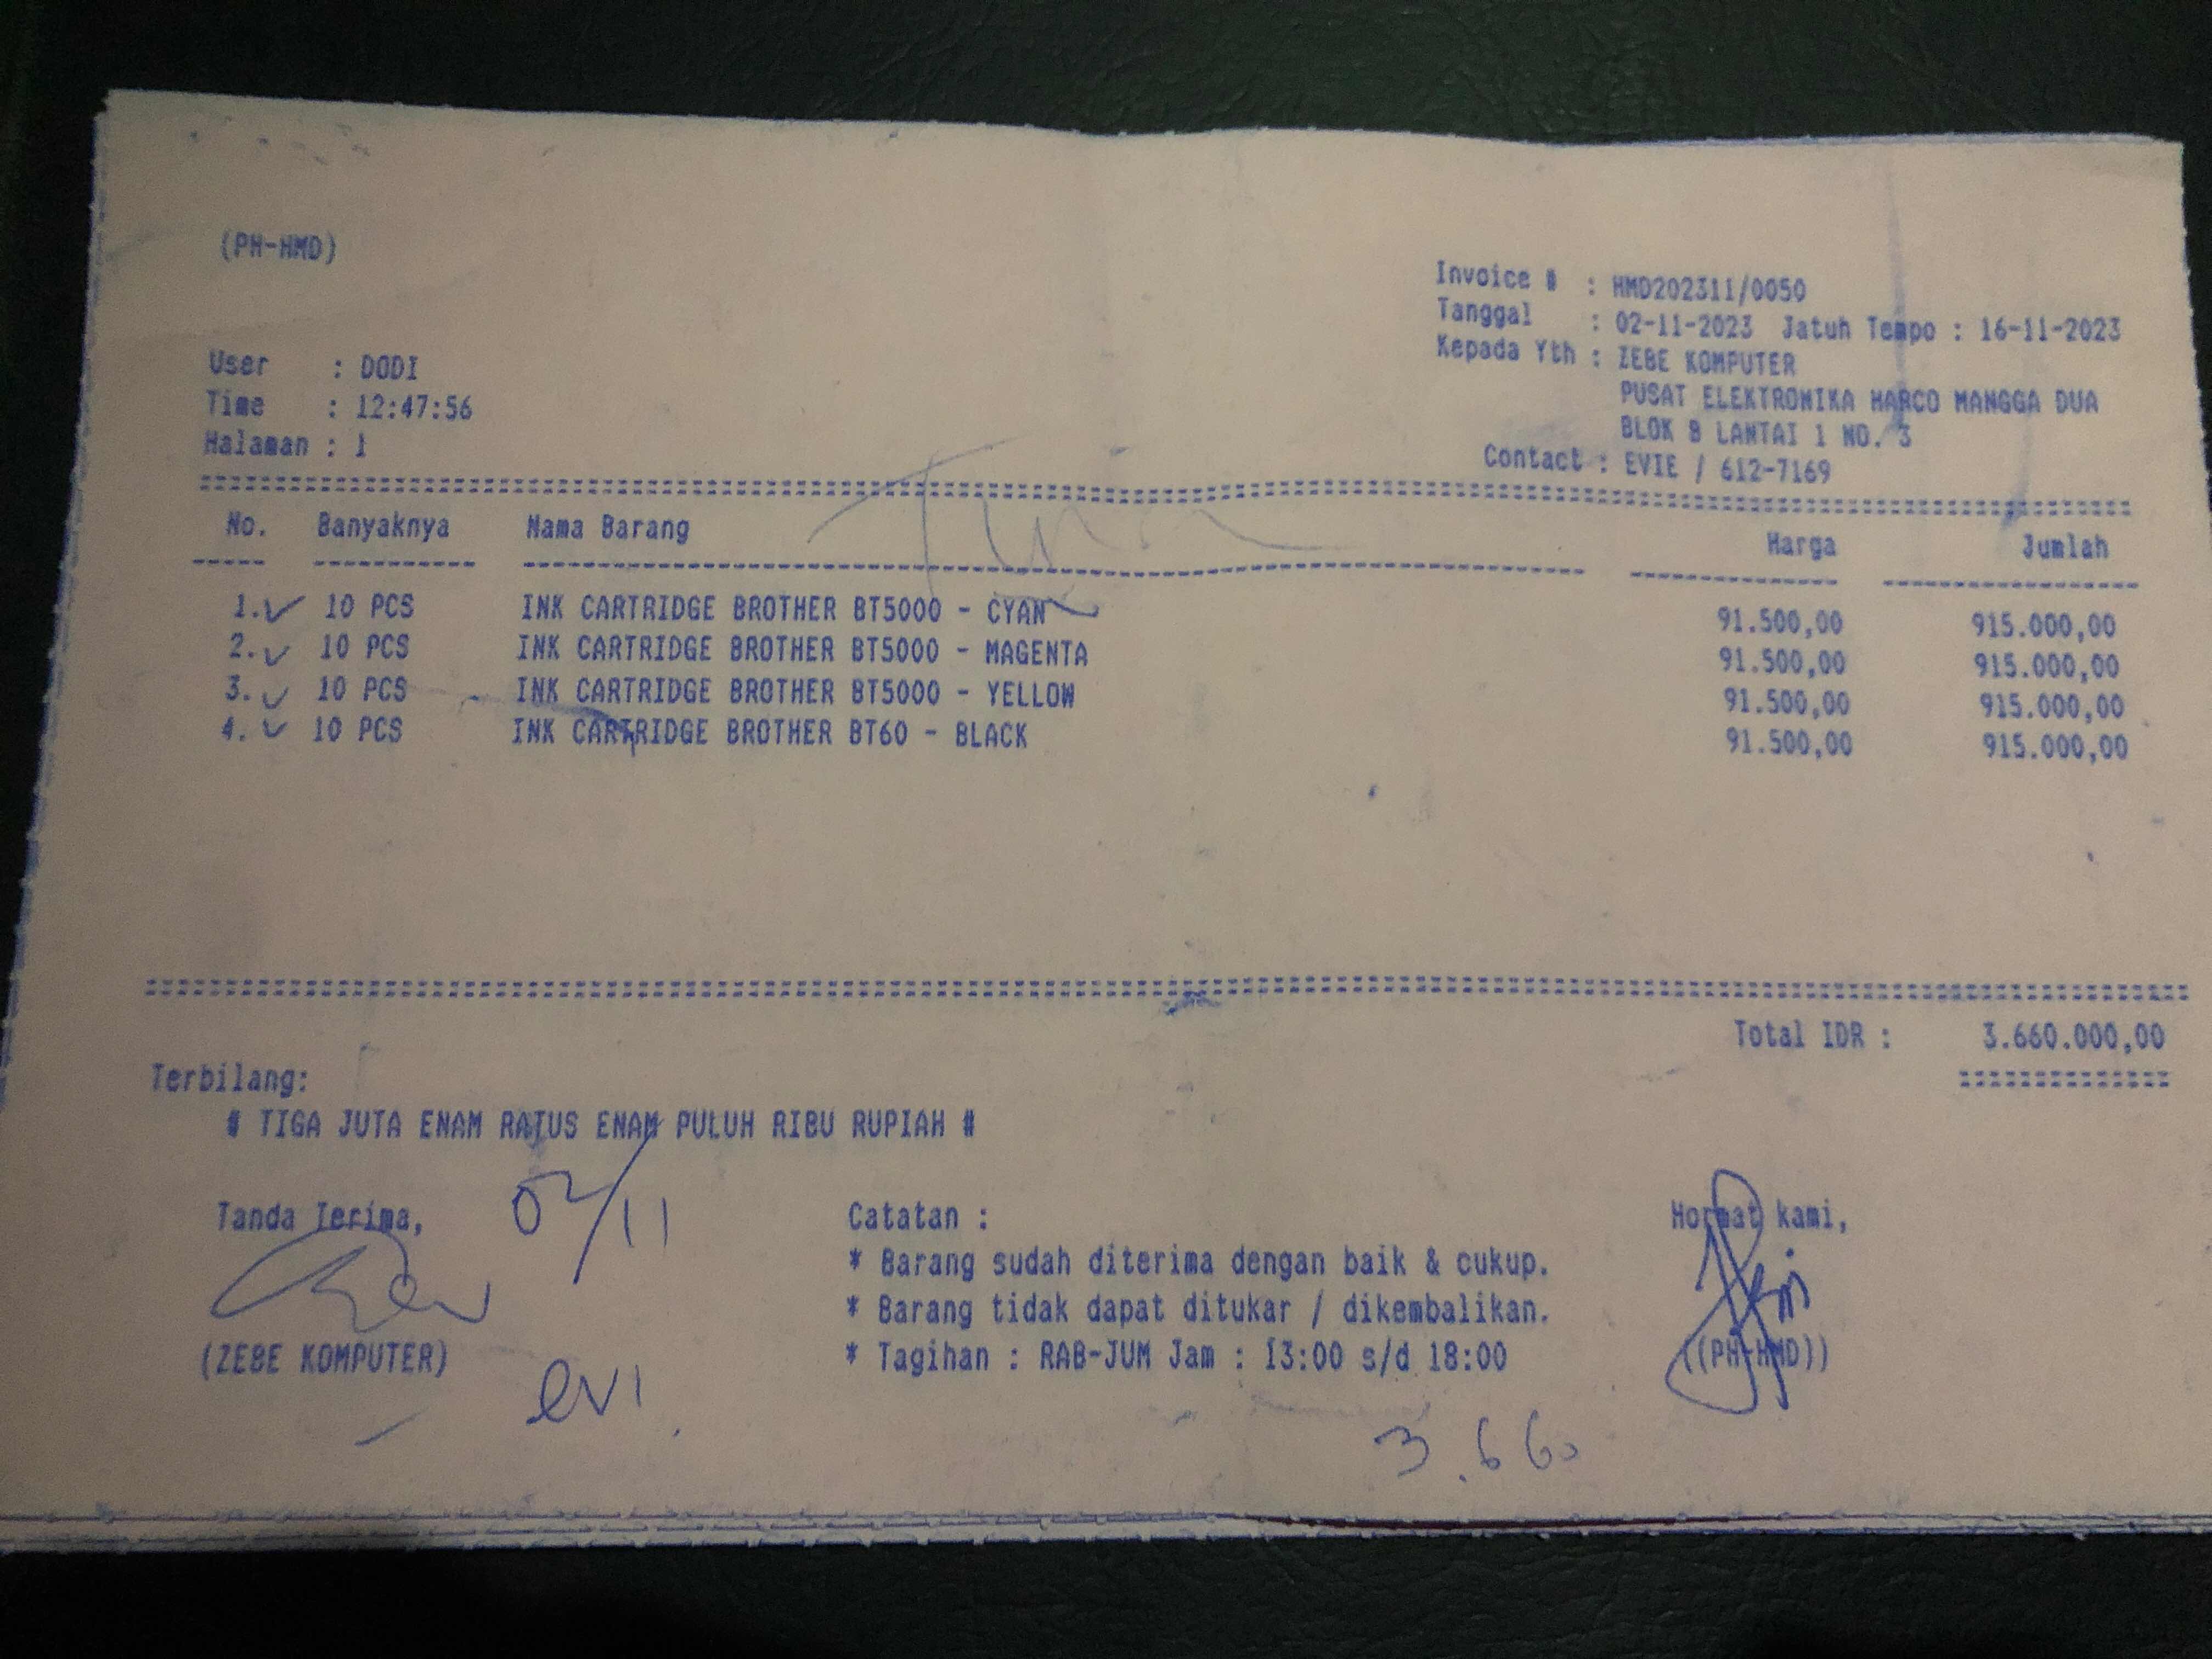 (PH-HMD)
Invoice # : HMD202311/0050
Tanggal : 02-11-2023 Jatuh Tempo : 16-11-2023
Kepada Yth : ZEBE KOMPUTER
PUSAT ELEKTRONIKA HARCO MANGGA DUA
BLOK B LANTAI 1 NO. 3
Contact : EVIE / 612-7169
User : DODI
Time : 12:47:56
Halaman : 1
No. Banyaknya Nama Barang Harga Jumlah
1. 10 PCS INK CARTRIDGE BROTHER BT5000 - CYAN 91.500,00 915.000,00
2. 10 PCS INK CARTRIDGE BROTHER BT5000 - MAGENTA 91.500,00 915.000,00
3. 10 PCS INK CARTRIDGE BROTHER BT5000 - YELLOW 91.500,00 915.000,00
4. 10 PCS INK CARTRIDGE BROTHER BT60 - BLACK 91.500,00 915.000,00
Total IDR : 3.660.000,00
Terbilang:
# TIGA JUTA ENAM RATUS ENAM PULUH RIBU RUPIAH #
Tanda Terima, 02/11
(ZEBE KOMPUTER)
evi
Catatan :
* Barang sudah diterima dengan baik & cukup.
* Barang tidak dapat ditukar / dikembalikan.
* Tagihan : RAB-JUM Jam : 13:00 s/d 18:00
Hormat kami,
((PH-HMD))
3.660